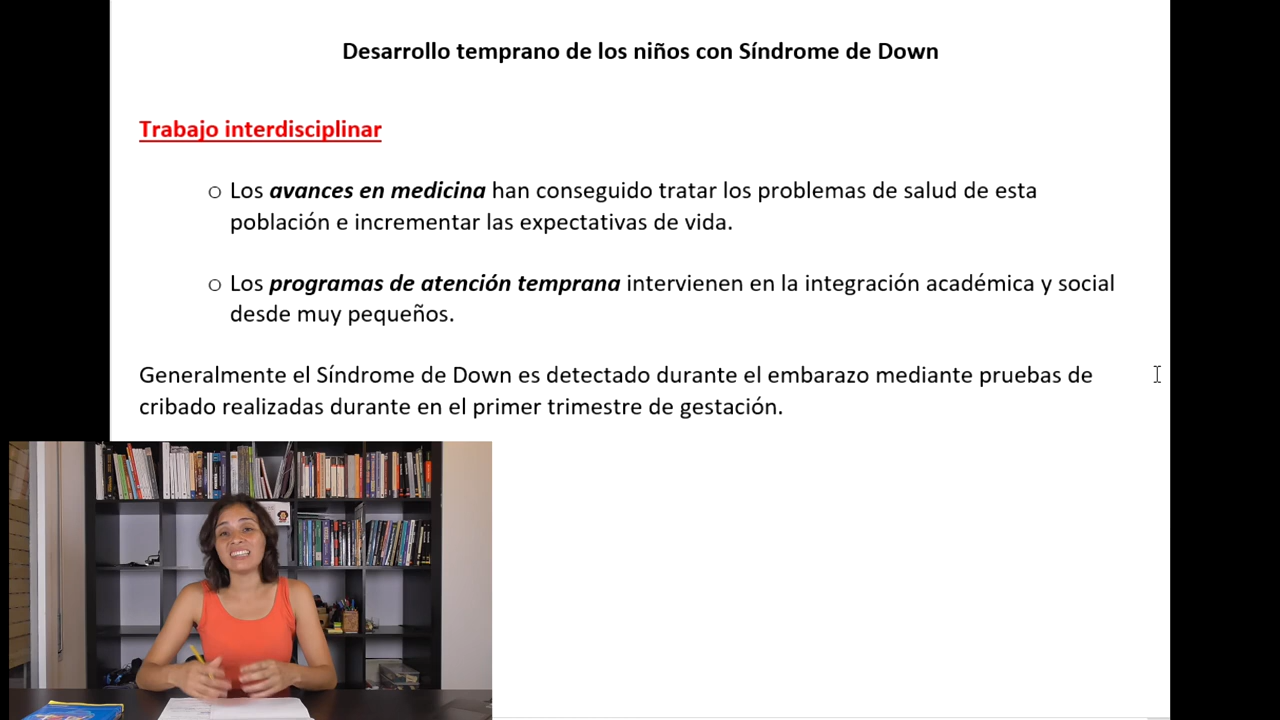 Desarrollo temprano de los niños con Síndrome de Down
Trabajo interdisciplinar
o Los avances en medicina han conseguido tratar los problemas de salud de esta
población e incrementar las expectativas de vida.
o Los programas de atención temprana intervienen en la integración académica y social
desde muy pequeños.
Generalmente el Síndrome de Down es detectado durante el embarazo mediante pruebas de
cribado realizadas durante en el primer trimestre de gestación.